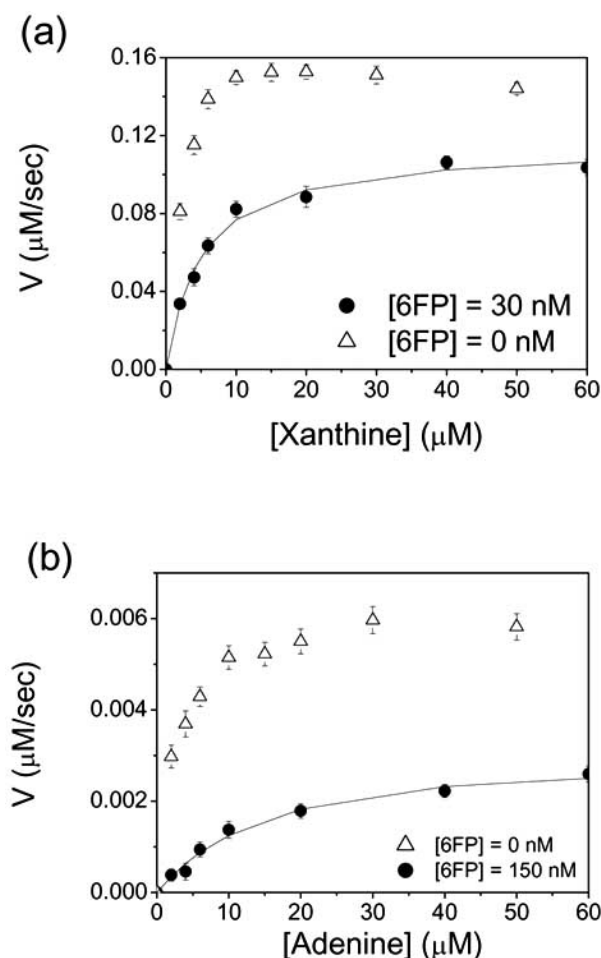 (a)
0.16
0.12
0.08
0.04
0.00
V (μM/sec)
[6FP] = 30 nM
[6FP] = 0 nM
0 10 20 30 40 50 60
[Xanthine] (μM)
(b)
0.006
0.004
0.002
0.000
V (μM/sec)
[6FP] = 0 nM
[6FP] = 150 nM
0 10 20 30 40 50 60
[Adenine] (μM)